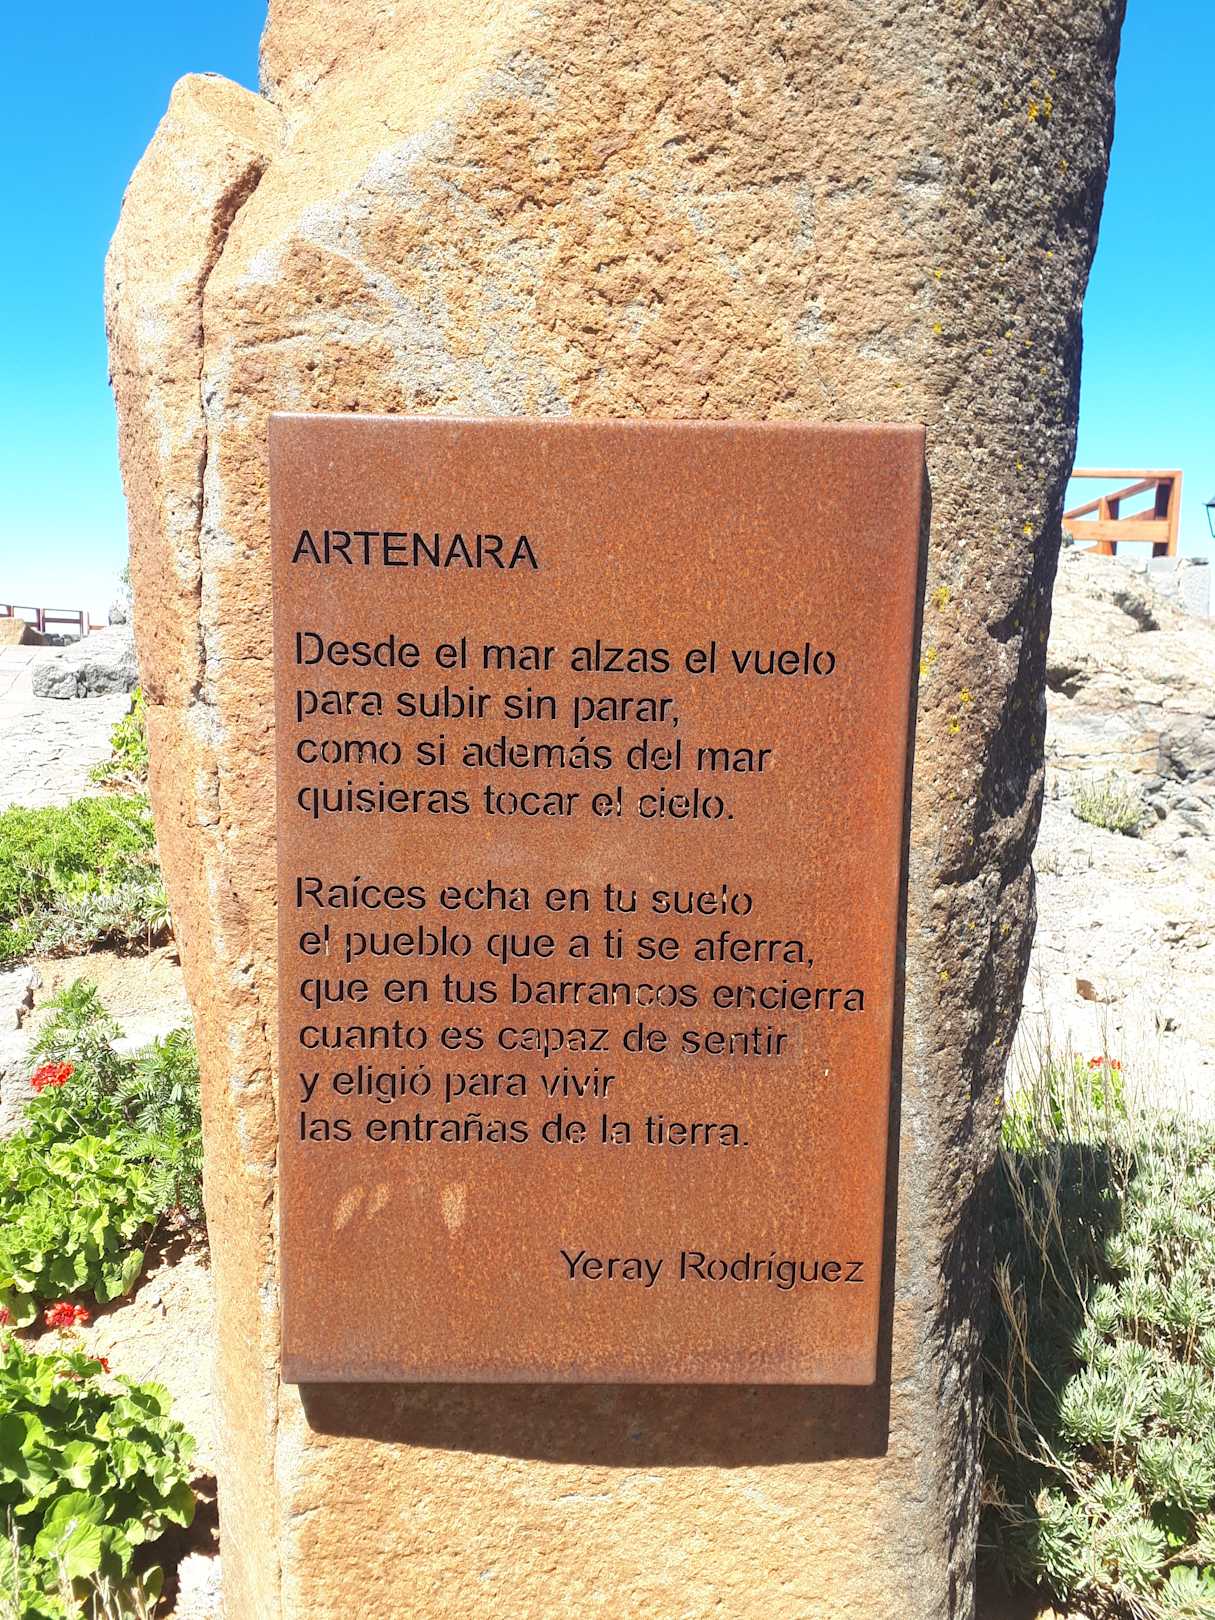 ARTENARA
Desde el mar alzas el vuelo
para subir sin parar,
como si además del mar
quisieras tocar el cielo.
Raíces echa en tu suelo
el pueblo que a ti se aferra,
que en tus barrancos encierra
cuanto es capaz de sentir
y eligió para vivir
las entrañas de la tierra.
Yeray Rodríguez